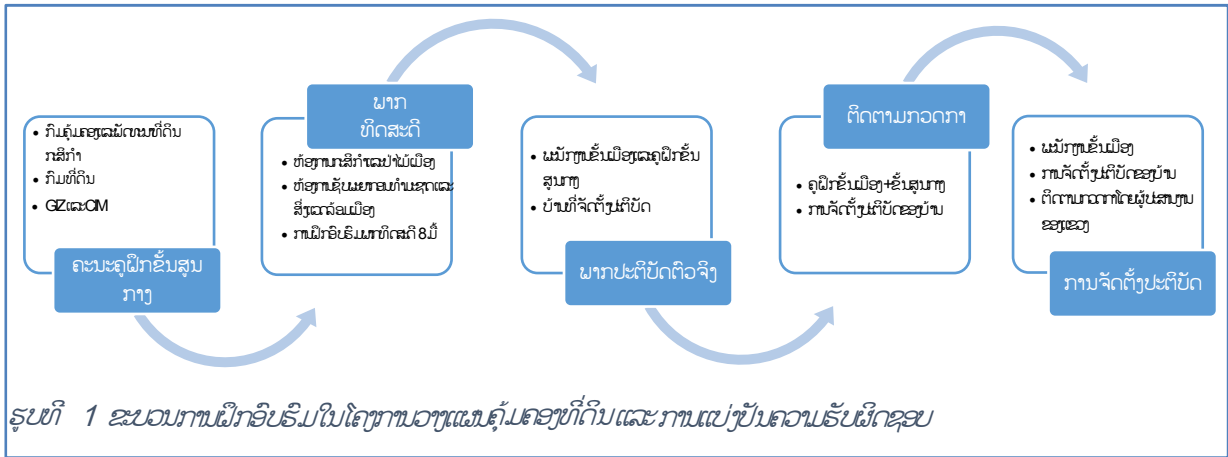 • ກົມຄຸ້ມຄອງແລະພັດທະນາທີ່ດິນ
ກະສິກຳ
• ກົມທີ່ດິນ
• GIZແລະCIM
ຄະນະຄູຝຶກຂັ້ນສູນ
ກາງ
ພາກ
ທິດສະດີ
• ຫ້ອງການກະສິກຳແລະປ່າໄມ້ເມືອງ
• ຫ້ອງການຊັບພະຍາກອນທຳມະຊາດແລະ
ສິ່ງແວດລ້ອມເມືອງ
• ການຝຶກອົບຮົມພາກທິດສະດີ 8ມື້
• ພະນັກງານຂັ້ນເມືອງແລະຄູຝຶກຂັ້ນ
ສູນກາງ
• ບ້ານທີ່ຈັດຕັ້ງປະຕິບັດ
ພາກປະຕິບັດຕົວຈິງ
ຕິດຕາມກວດກາ
• ຄູຝຶກຂັ້ນເມືອງ+ຂັ້ນສູນກາງ
• ການຈັດຕັ້ງປະຕິບັດຂອງບ້ານ
• ພະນັກງານຂັ້ນເມືອງ
• ການຈັດຕັ້ງປະຕິບັດຂອງບ້ານ
• ຕິດຕາມກວດກາໂດຍຜູ້ປະສານງານ
ຂອງແຂວງ
ການຈັດຕັ້ງປະຕິບັດ
ຮູບທີ 1 ຂະບວນການຝຶກອົບຮົມໃນໂຄງການວາງແຜນຄຸ້ມຄອງທີ່ດິນ ແລະ ການແບ່ງປັນຄວາມຮັບຜິດຊອບ